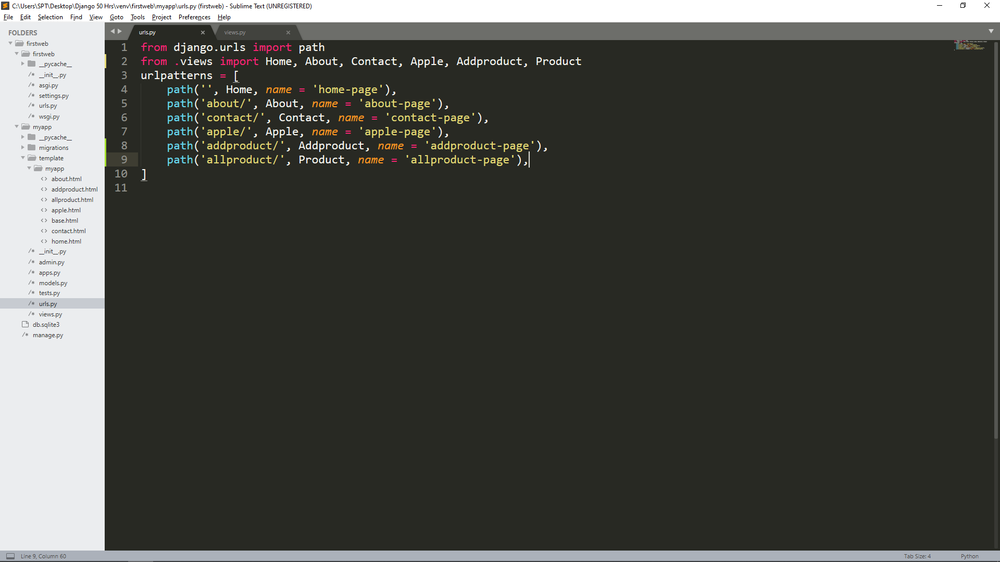 C:\Users\SPT\Desktop\Django 50 Hrs\venv\firstweb\myapp\urls.py (firstweb) - Sublime Text (UNREGISTERED)
File Edit Selection Find View Goto Tools Project Preferences Help
FOLDERS
firstweb
firstweb
__pycache__
/* __init__.py
/* asgi.py
/* settings.py
/* urls.py
/* wsgi.py
myapp
__pycache__
migrations
template
myapp
<> about.html
<> addproduct.html
<> allproduct.html
<> apple.html
<> base.html
<> contact.html
<> home.html
/* __init__.py
/* admin.py
/* apps.py
/* models.py
/* tests.py
/* urls.py
/* views.py
db.sqlite3
/* manage.py
urls.py × views.py ×
1 from django.urls import path
2 from .views import Home, About, Contact, Apple, Addproduct, Product
3 urlpatterns = [
4     path('', Home, name = 'home-page'),
5     path('about/', About, name = 'about-page'),
6     path('contact/', Contact, name = 'contact-page'),
7     path('apple/', Apple, name = 'apple-page'),
8     path('addproduct/', Addproduct, name = 'addproduct-page'),
9     path('allproduct/', Product, name = 'allproduct-page'),
10 ]
11
Line 9, Column 60 Tab Size: 4 Python